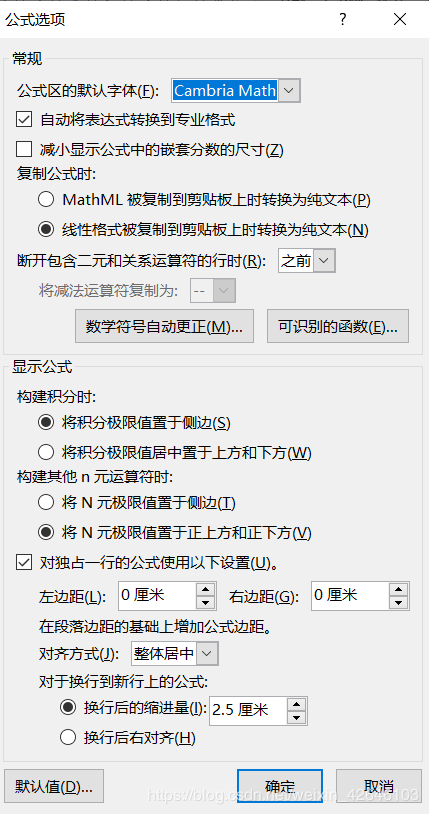 公式选项 ?
常规
公式区的默认字体(F): Cambria Math
自动将表达式转换到专业格式
减小显示公式中的嵌套分数的尺寸(Z)
复制公式时:
MathML 被复制到剪贴板上时转换为纯文本(P)
线性格式被复制到剪贴板上时转换为纯文本(N)
断开包含二元和关系运算符的行时(R): 之前
将减法运算符复制为: --
数学符号自动更正(M)... 可识别的函数(E)...
显示公式
构建积分时:
将积分极限值置于侧边(S)
将积分极限值居中置于上方和下方(W)
构建其他 n 元运算符时:
将 N 元极限值置于侧边(T)
将 N 元极限值置于正上方和正下方(V)
对独占一行的公式使用以下设置(U)。
左边距(L): 0 厘米 右边距(G): 0 厘米
在段落边距的基础上增加公式边距。
对齐方式(J): 整体居中
对于换行到新行上的公式:
换行后的缩进量(I): 2.5 厘米
换行后右对齐(H)
默认值(D)... 确定 取消